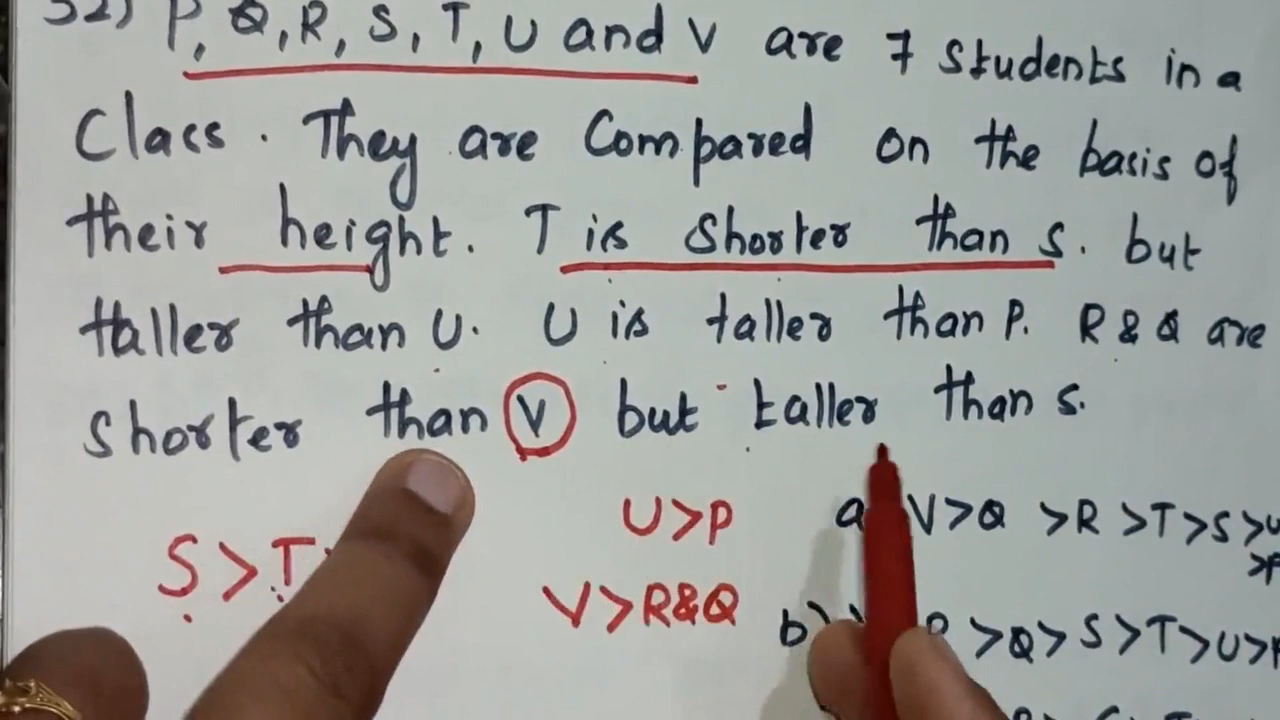 32) P, Q, R, S, T, U and V are 7 students in a
Class. They are Compared on the basis of
their height. T is Shorter than S. but
taller than U. U is taller than P. R & Q are
Shorter than V but taller than S.
U>P
a V>Q >R >T>S>U
>P
S>T
V>R&Q
b) >Q>S>T>U>P